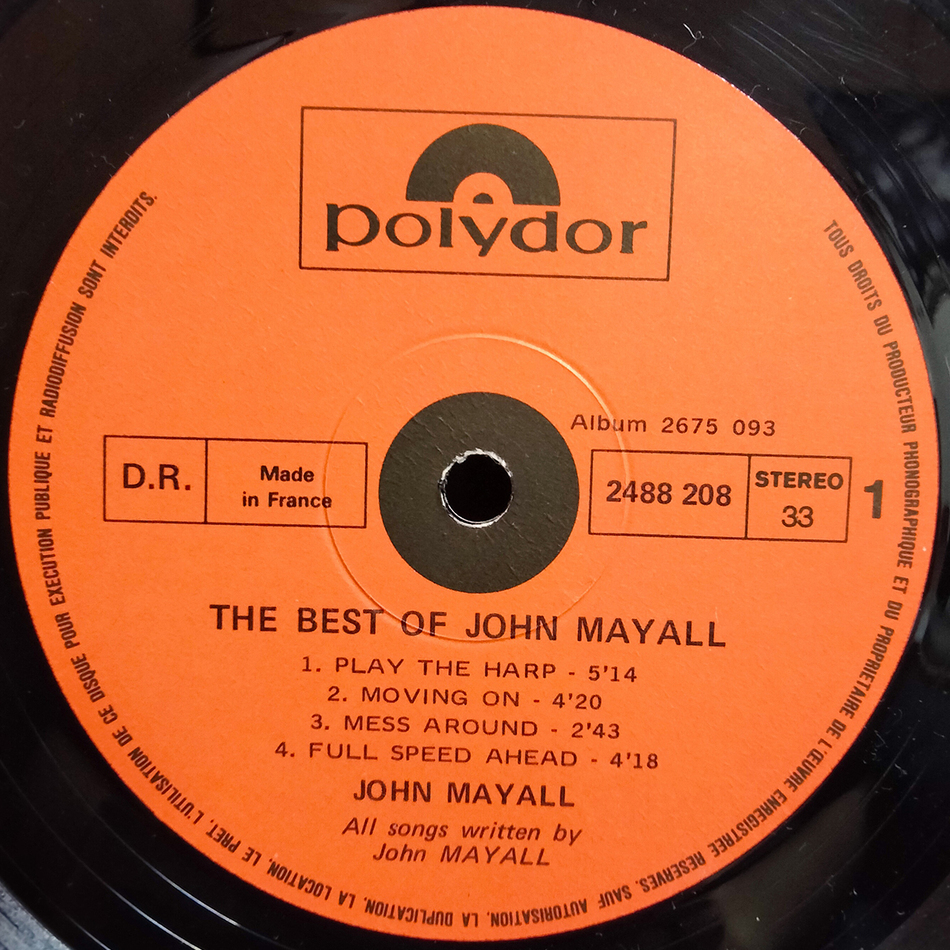 polydor
Album 2675 093
D.R.
Made
in France
2488 208
STEREO
33
1
THE BEST OF JOHN MAYALL
1. PLAY THE HARP - 5'14
2. MOVING ON - 4'20
3. MESS AROUND - 2'43
4. FULL SPEED AHEAD - 4'18
JOHN MAYALL
All songs written by
John MAYALL
TOUS DROITS DU PRODUCTEUR PHONOGRAPHIQUE ET DU PROPRIETAIRE DE L'ŒUVRE ENREGISTREE RESERVES. SAUF AUTORISATION, LA DUPLICATION, LA LOCATION, LE PRET, L'UTILISATION DE CE DISQUE POUR EXECUTION PUBLIQUE ET RADIODIFFUSION SONT INTERDITS.